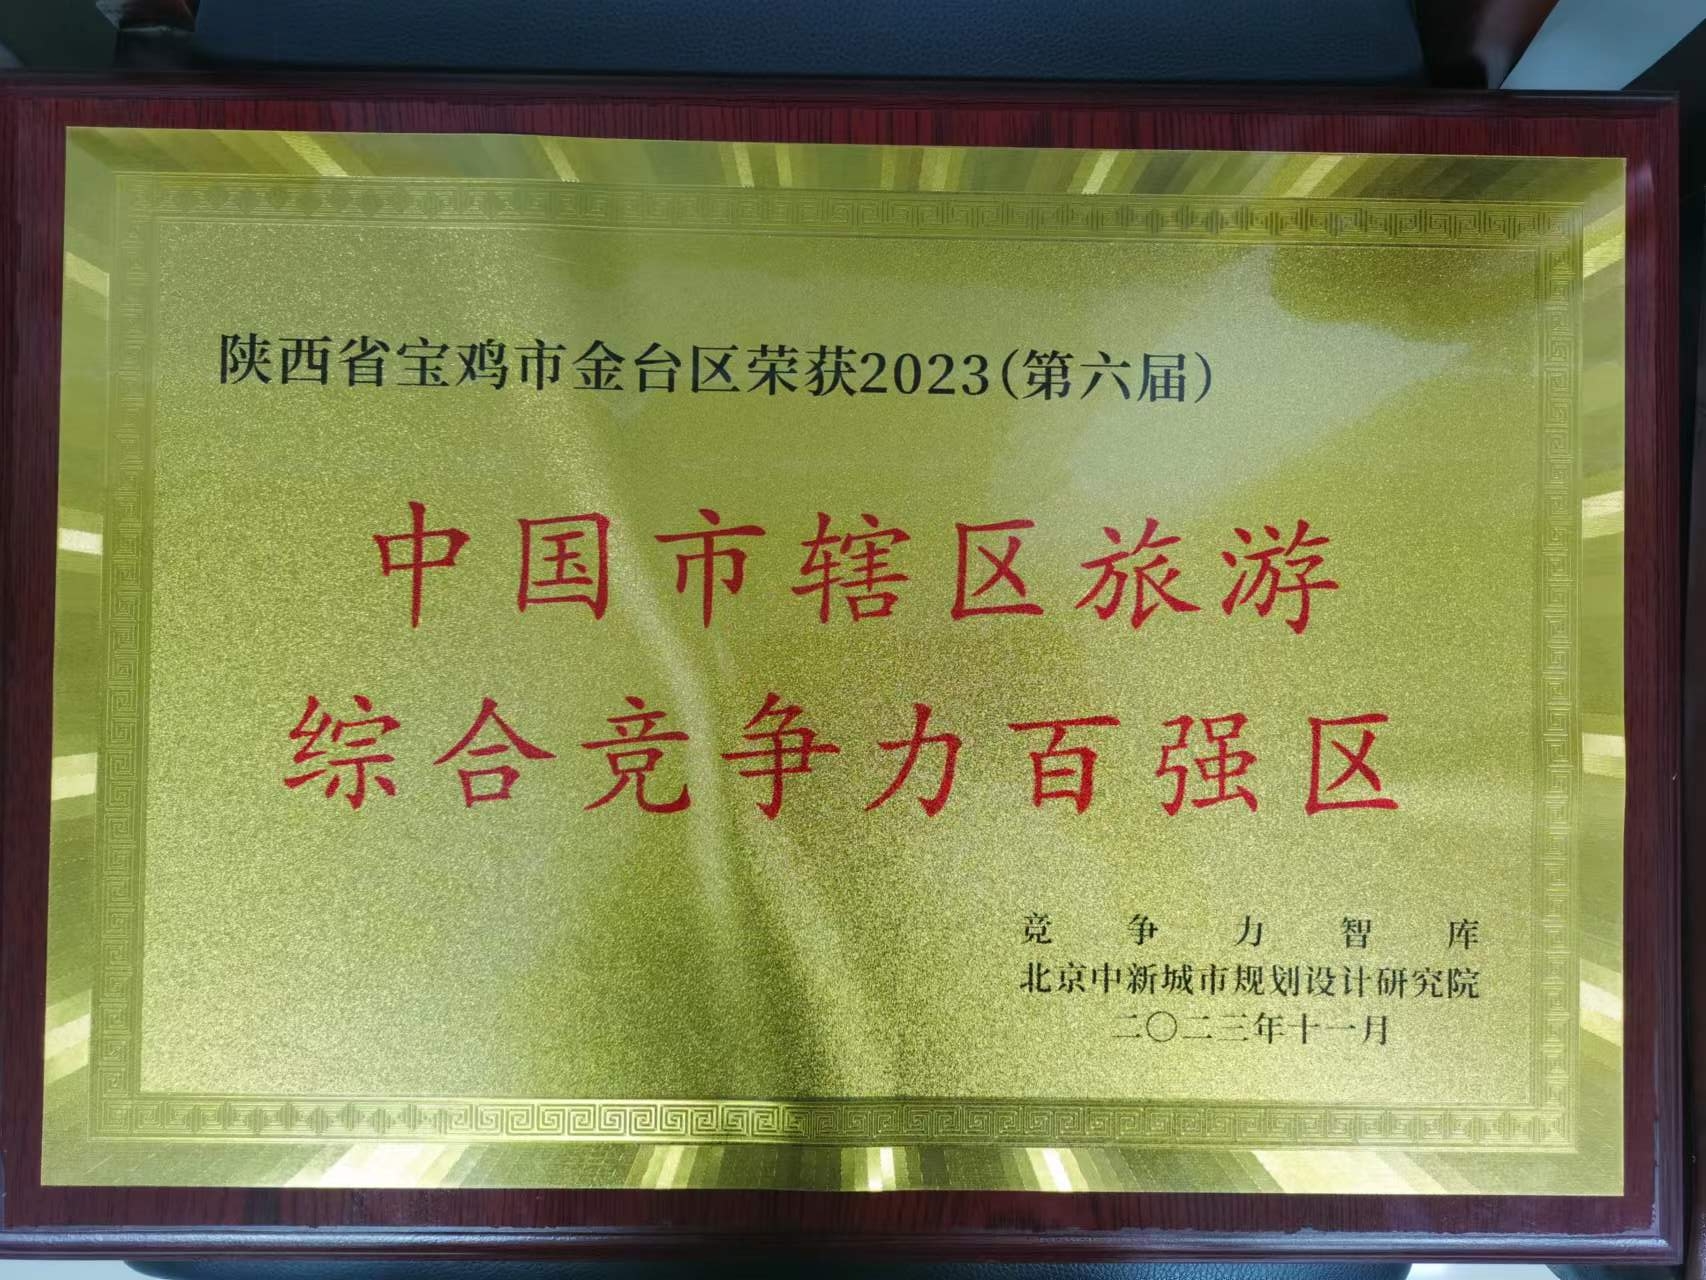 陕西省宝鸡市金台区荣获2023(第六届)
中国市辖区旅游
综合竞争力百强区
竞争力智库
北京中新城市规划设计研究院
二〇二三年十一月